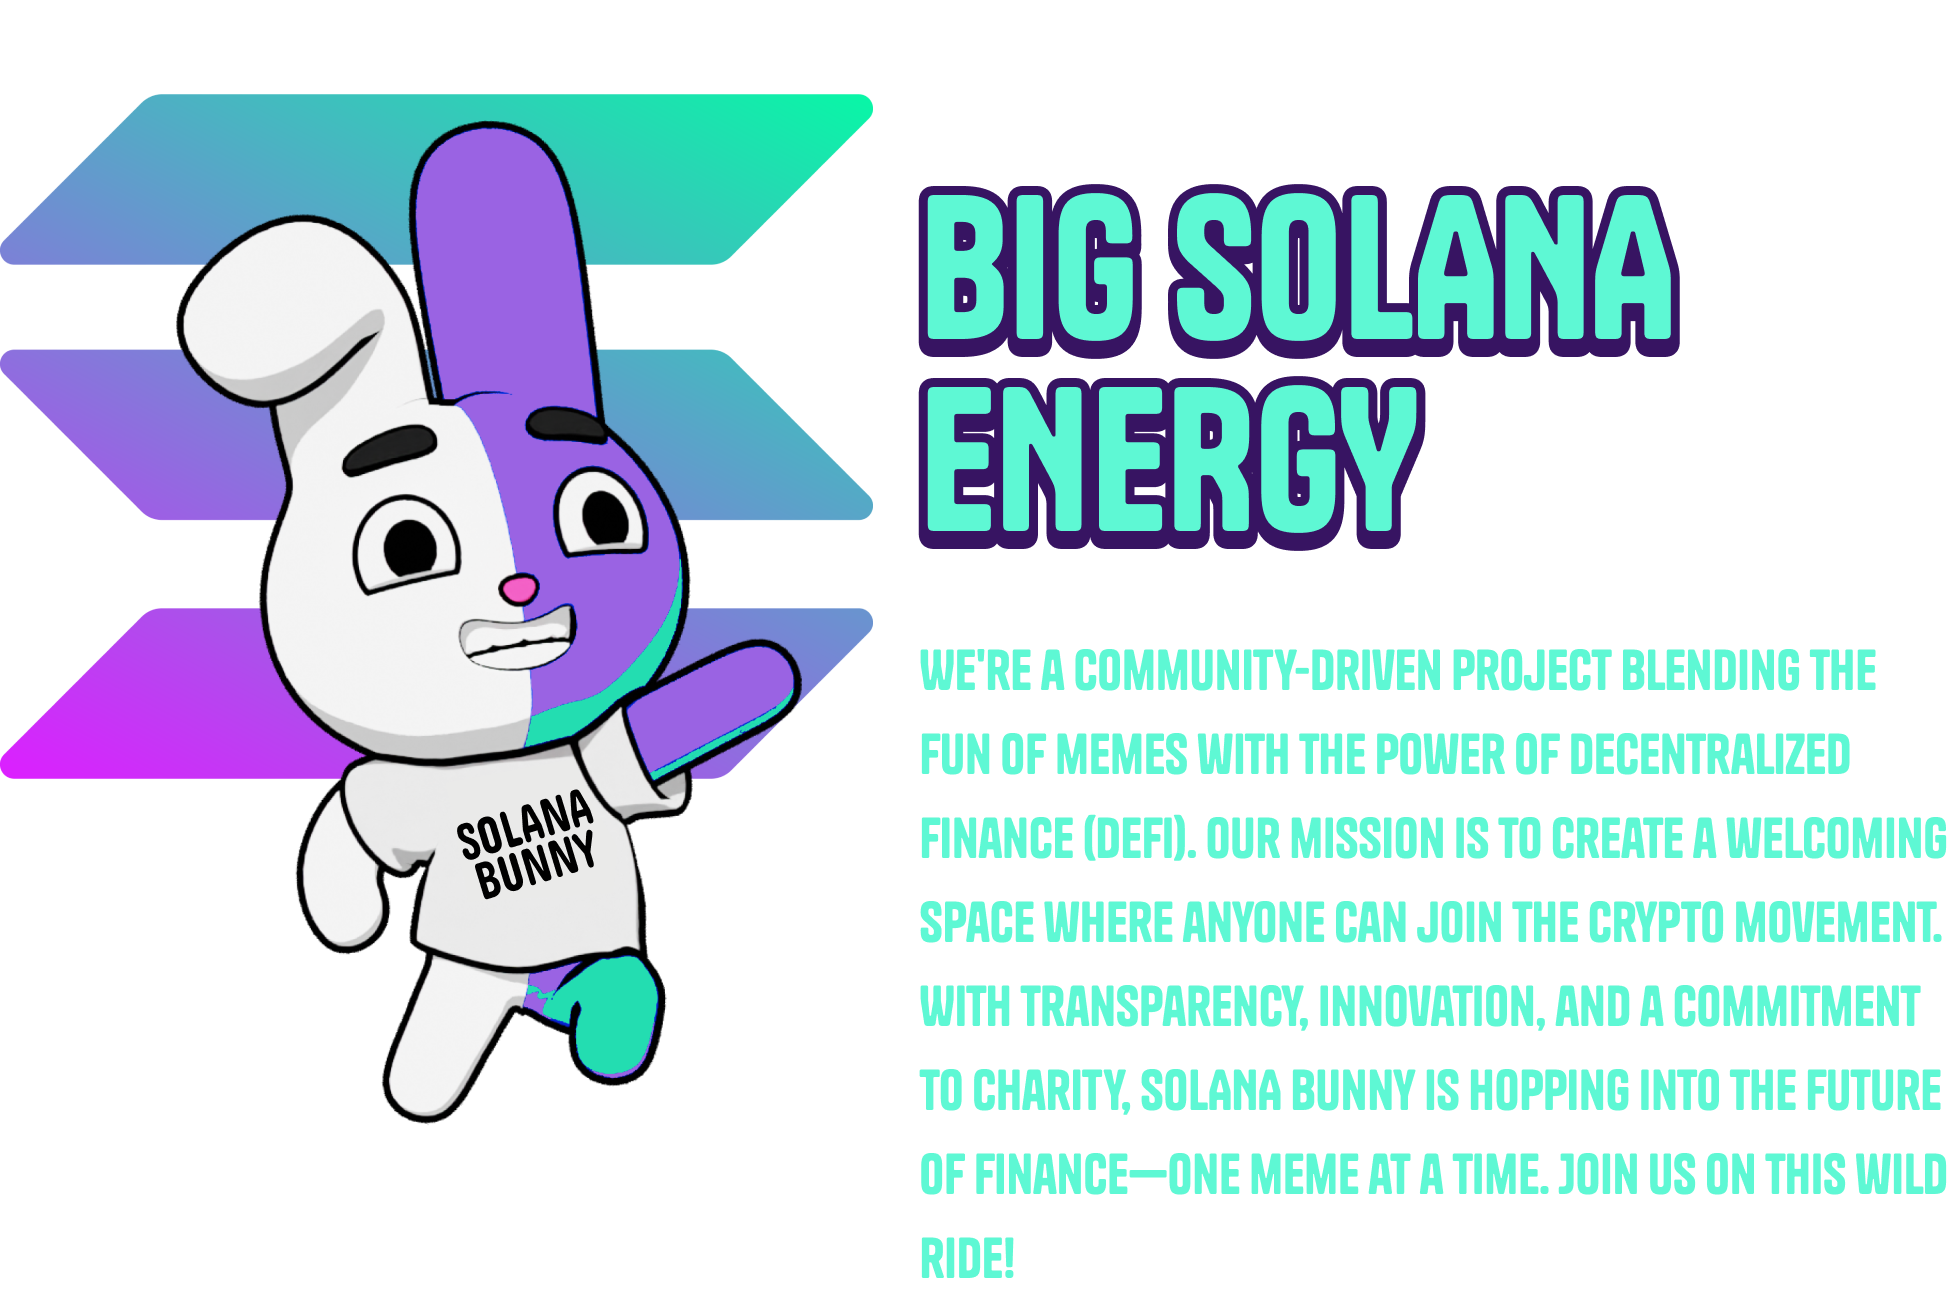 BIG SOLANA
ENERGY
WE'RE A COMMUNITY-DRIVEN PROJECT BLENDING THE
FUN OF MEMES WITH THE POWER OF DECENTRALIZED
FINANCE (DEFI). OUR MISSION IS TO CREATE A WELCOMING
SPACE WHERE ANYONE CAN JOIN THE CRYPTO MOVEMENT.
WITH TRANSPARENCY, INNOVATION, AND A COMMITMENT
TO CHARITY, SOLANA BUNNY IS HOPPING INTO THE FUTURE
OF FINANCE—ONE MEME AT A TIME. JOIN US ON THIS WILD
RIDE!
SOLANA
BUNNY